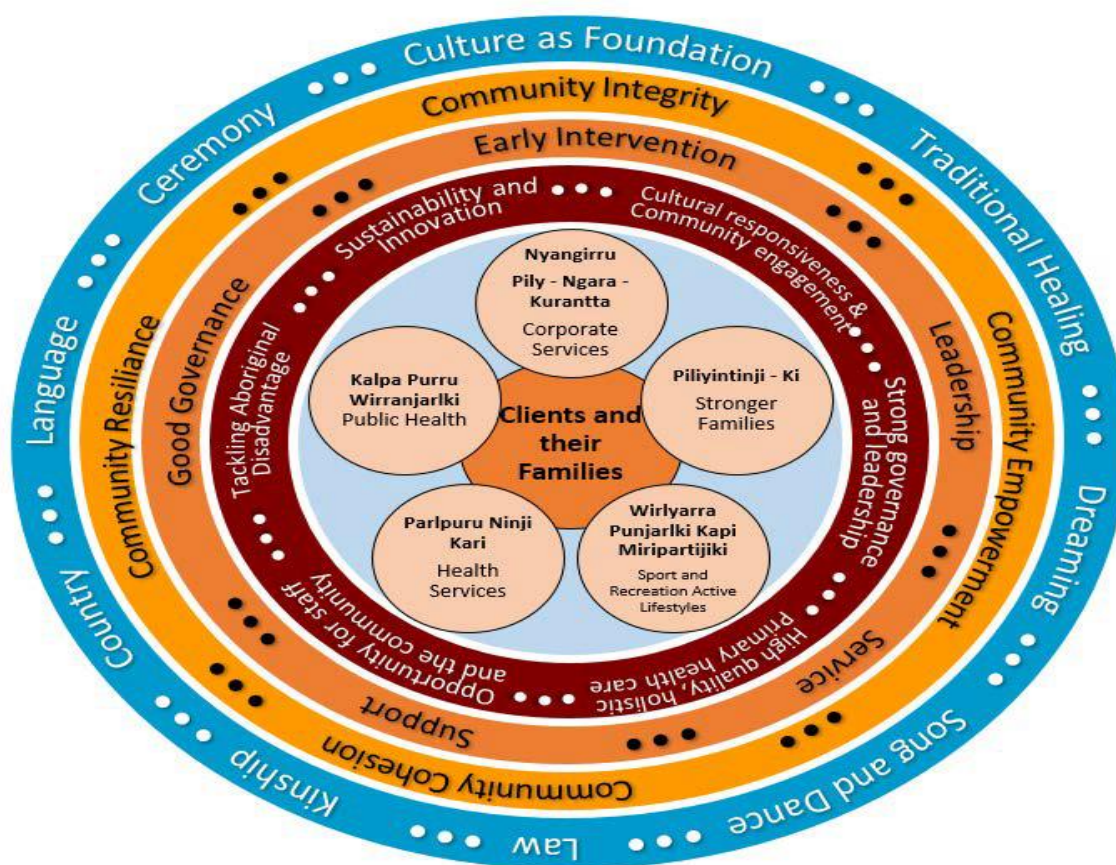 Culture as Foundation
Traditional Healing
Dreaming
Song and Dance
Law
Kinship
Country
Language
Ceremony
Community Integrity
Community Empowerment
Community Cohesion
Community Resiliance
Early Intervention
Leadership
Service
Support
Good Governance
Sustainability and
Innovation
Cultural responsiveness &
Community engagement
Strong governance
and leadership
High quality, holistic
Primary health care
Opportunity for staff
and the community
Tackling Aboriginal
Disadvantage
Nyangirru
Pily - Ngara -
Kurantta
Corporate
Services
Piliyintinji - Ki
Stronger
Families
Wirlyarra
Punjarlki Kapi
Miripartijiki
Sport and
Recreation Active
Lifestyles
Parlpuru Ninji
Kari
Health
Services
Kalpa Purru
Wirranjarlki
Public Health
Clients and
their
Families